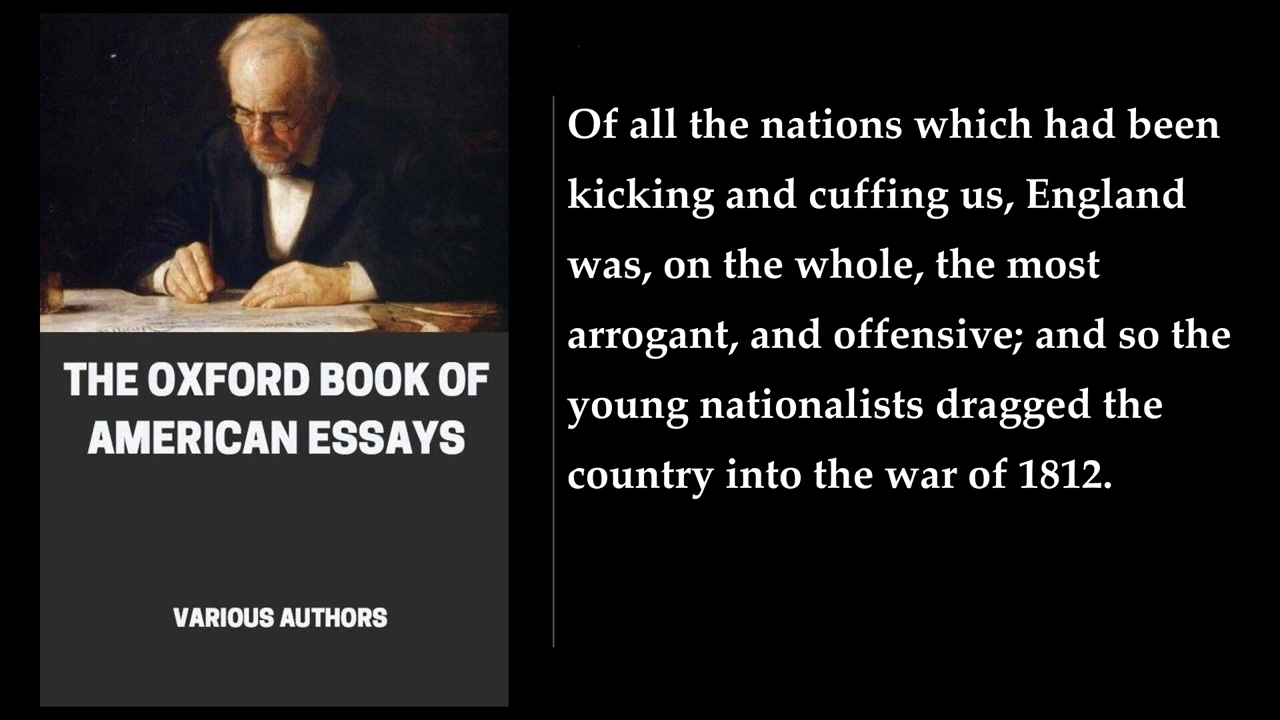 THE OXFORD BOOK OF
AMERICAN ESSAYS
VARIOUS AUTHORS
Of all the nations which had been
kicking and cuffing us, England
was, on the whole, the most
arrogant, and offensive; and so the
young nationalists dragged the
country into the war of 1812.